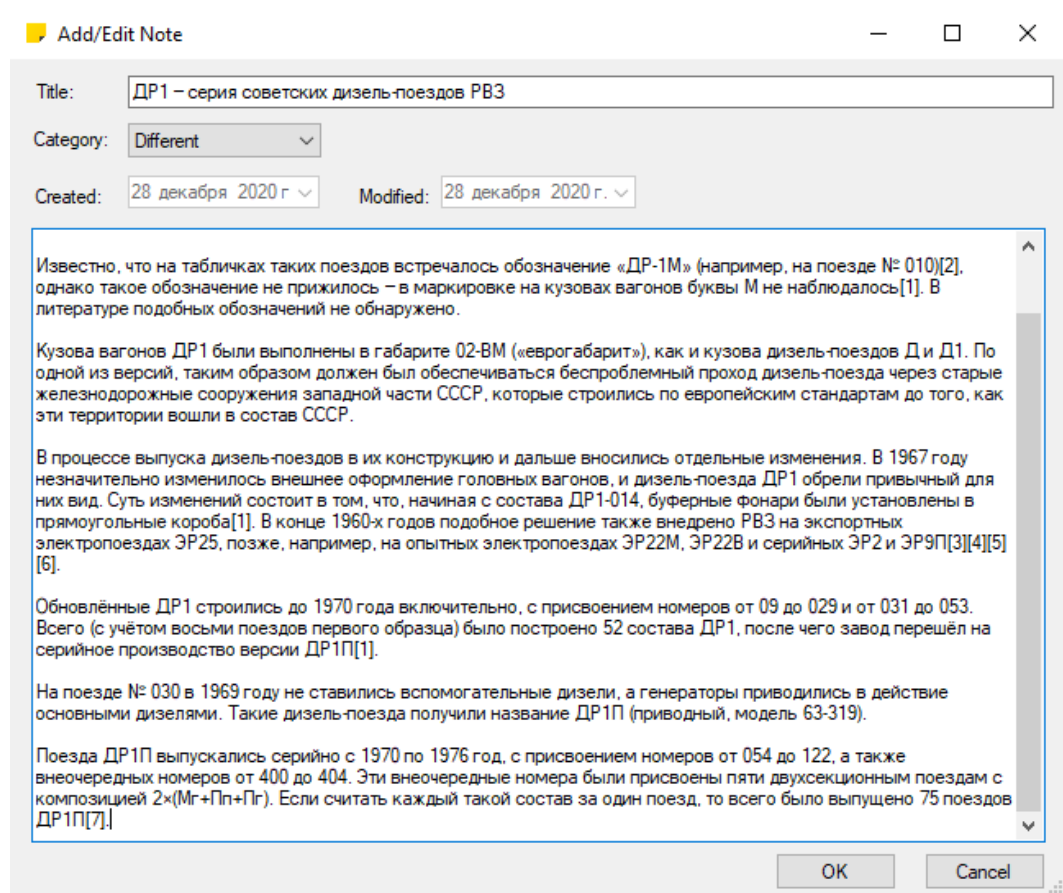 Add/Edit Note
Title: ДР1 – серия советских дизель-поездов РВЗ
Category: Different
Created: 28 декабря 2020 г Modified: 28 декабря 2020 г.
Известно, что на табличках таких поездов встречалось обозначение «ДР-1М» (например, на поезде № 010)[2],
однако такое обозначение не прижилось – в маркировке на кузовах вагонов буквы М не наблюдалось[1]. В
литературе подобных обозначений не обнаружено.
Кузова вагонов ДР1 были выполнены в габарите 02-ВМ («еврогабарит»), как и кузова дизель-поездов Д и Д1. По
одной из версий, таким образом должен был обеспечиваться беспроблемный проход дизель-поезда через старые
железнодорожные сооружения западной части СССР, которые строились по европейским стандартам до того, как
эти территории вошли в состав СССР.
В процессе выпуска дизель-поездов в их конструкцию и дальше вносились отдельные изменения. В 1967 году
незначительно изменилось внешнее оформление головных вагонов, и дизель-поезда ДР1 обрели привычный для
них вид. Суть изменений состоит в том, что, начиная с состава ДР1-014, буферные фонари были установлены в
прямоугольные короба[1]. В конце 1960-х годов подобное решение также внедрено РВЗ на экспортных
электропоездах ЭР25, позже, например, на опытных электропоездах ЭР22М, ЭР22В и серийных ЭР2 и ЭР9П[3][4][5]
[6].
Обновлённые ДР1 строились до 1970 года включительно, с присвоением номеров от 09 до 029 и от 031 до 053.
Всего (с учётом восьми поездов первого образца) было построено 52 состава ДР1, после чего завод перешёл на
серийное производство версии ДР1П[1].
На поезде № 030 в 1969 году не ставились вспомогательные дизели, а генераторы приводились в действие
основными дизелями. Такие дизель-поезда получили название ДР1П (приводный, модель 63-319).
Поезда ДР1П выпускались серийно с 1970 по 1976 год, с присвоением номеров от 054 до 122, а также
внеочередных номеров от 400 до 404. Эти внеочередные номера были присвоены пяти двухсекционным поездам с
композицией 2×(Мг+Пп+Пг). Если считать каждый такой состав за один поезд, то всего было выпущено 75 поездов
ДР1П[7].
OK Cancel